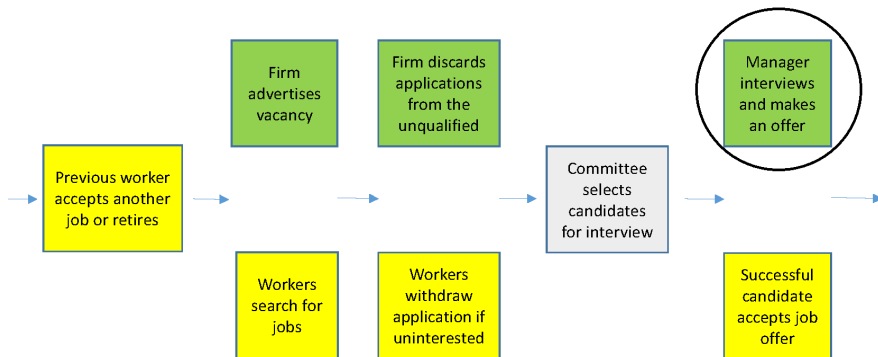 Previous worker
accepts another
job or retires
Firm
advertises
vacancy
Workers
search for
jobs
Firm discards
applications
from the
unqualified
Workers
withdraw
application if
uninterested
Committee
selects
candidates
for interview
Manager
interviews
and makes
an offer
Successful
candidate
accepts job
offer